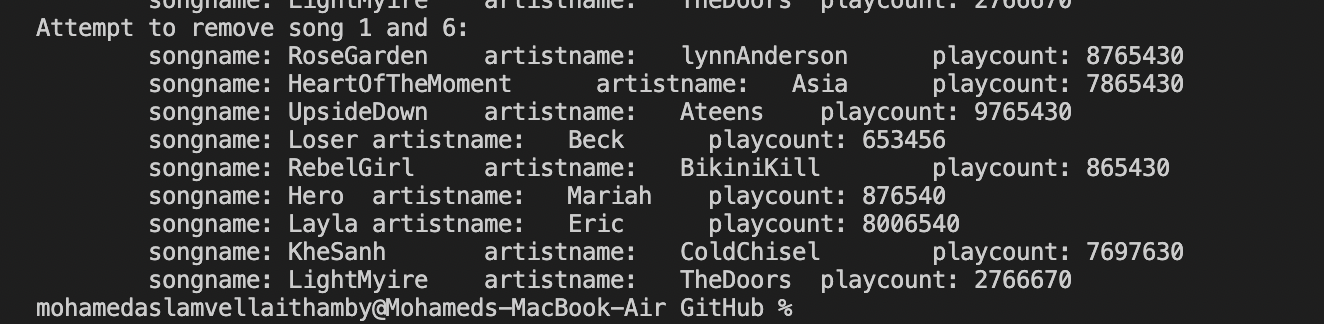 songname: LightMyire artistname: TheDoors playcount: 2766670
Attempt to remove song 1 and 6:
songname: RoseGarden artistname: lynnAnderson playcount: 8765430
songname: HeartOfTheMoment artistname: Asia playcount: 7865430
songname: UpsideDown artistname: Ateens playcount: 9765430
songname: Loser artistname: Beck playcount: 653456
songname: RebelGirl artistname: BikiniKill playcount: 865430
songname: Hero artistname: Mariah playcount: 876540
songname: Layla artistname: Eric playcount: 8006540
songname: KheSanh artistname: ColdChisel playcount: 7697630
songname: LightMyire artistname: TheDoors playcount: 2766670
mohamedaslamvellaithamby@Mohameds-MacBook-Air GitHub %